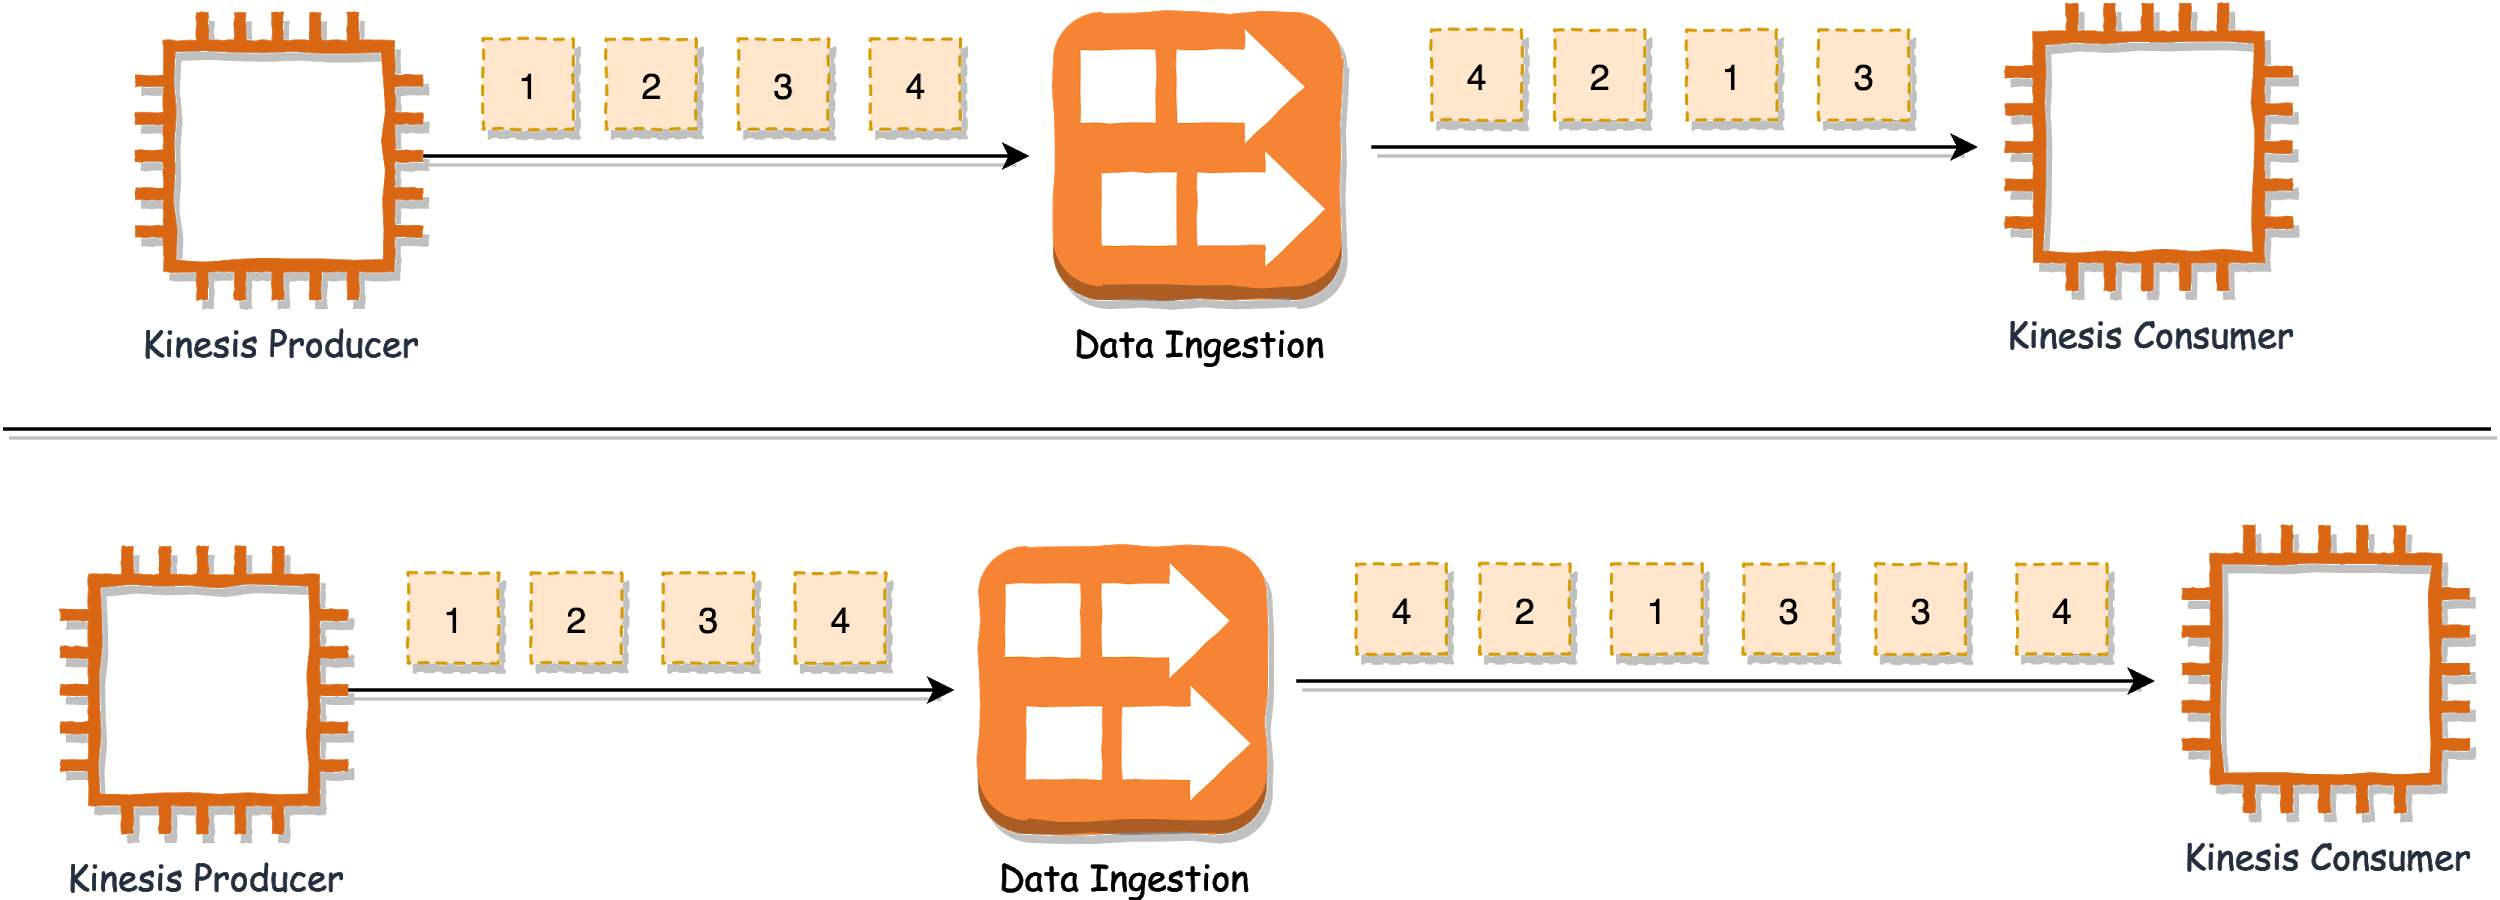 1 2 3 4
4 2 1 3
Kinesis Producer
Data Ingestion
Kinesis Consumer
1 2 3 4
4 2 1 3 3 4
Kinesis Producer
Data Ingestion
Kinesis Consumer